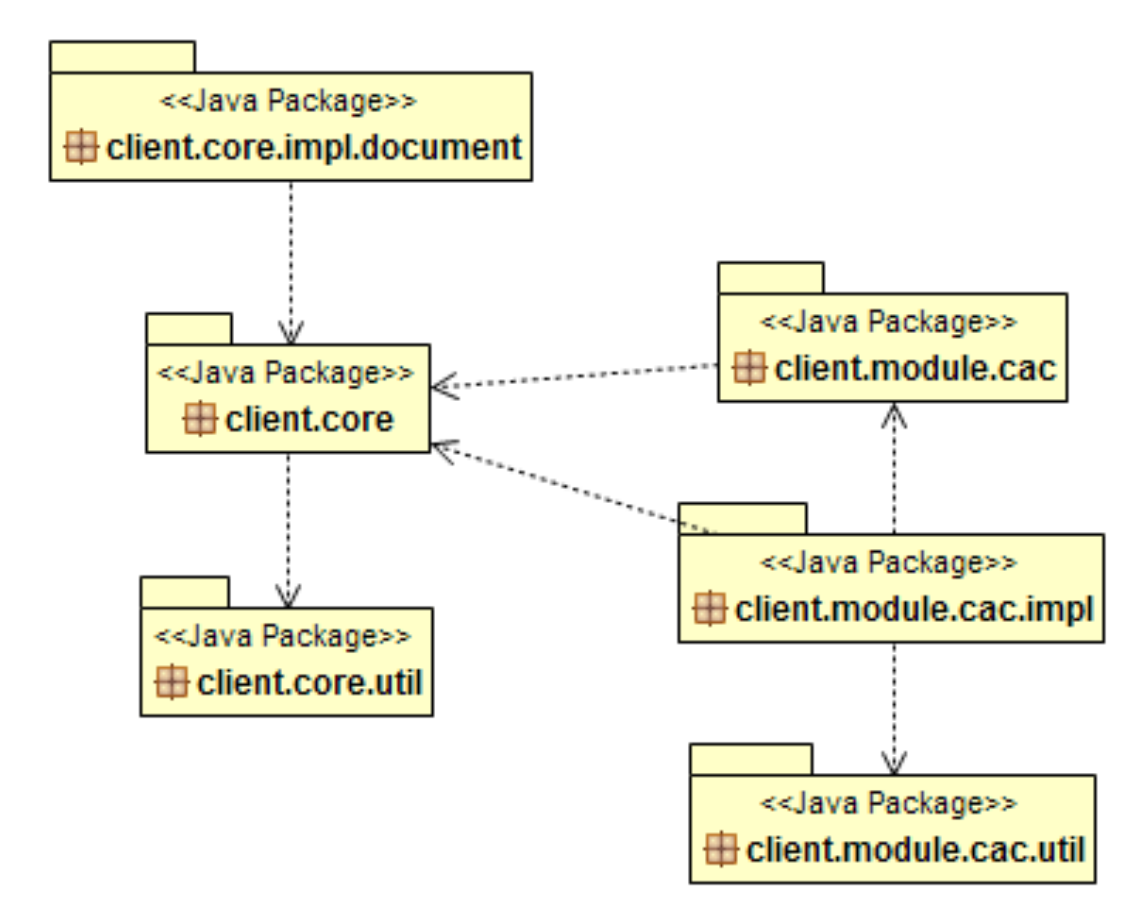 <<Java Package>>
client.core.impl.document
<<Java Package>>
client.module.cac
<<Java Package>>
client.core
<<Java Package>>
client.module.cac.impl
<<Java Package>>
client.core.util
<<Java Package>>
client.module.cac.util